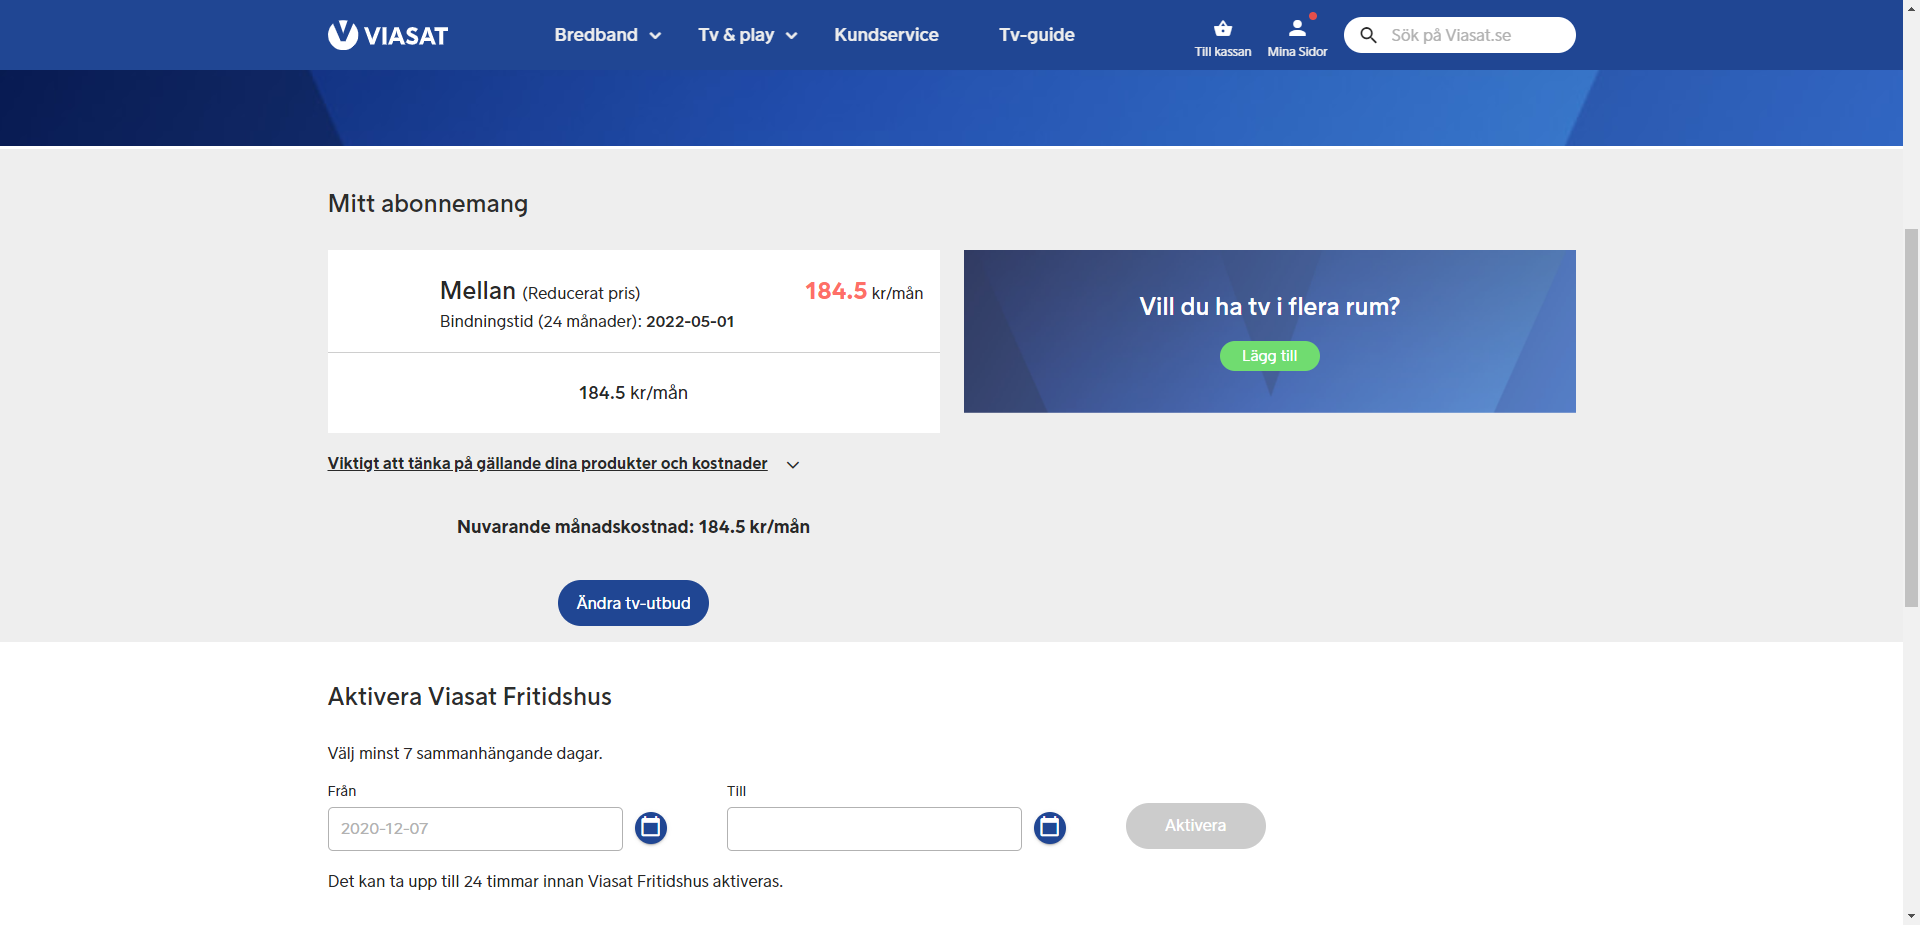 VIASAT
Bredband
Tv & play
Kundservice
Tv-guide
Till kassan
Mina Sidor
Sök på Viasat.se
Mitt abonnemang
Mellan (Reducerat pris)
184.5 kr/mån
Bindningstid (24 månader): 2022-05-01
184.5 kr/mån
Vill du ha tv i flera rum?
Lägg till
Viktigt att tänka på gällande dina produkter och kostnader
Nuvarande månadskostnad: 184.5 kr/mån
Ändra tv-utbud
Aktivera Viasat Fritidshus
Välj minst 7 sammanhängande dagar.
Från
Till
2020-12-07
Aktivera
Det kan ta upp till 24 timmar innan Viasat Fritidshus aktiveras.